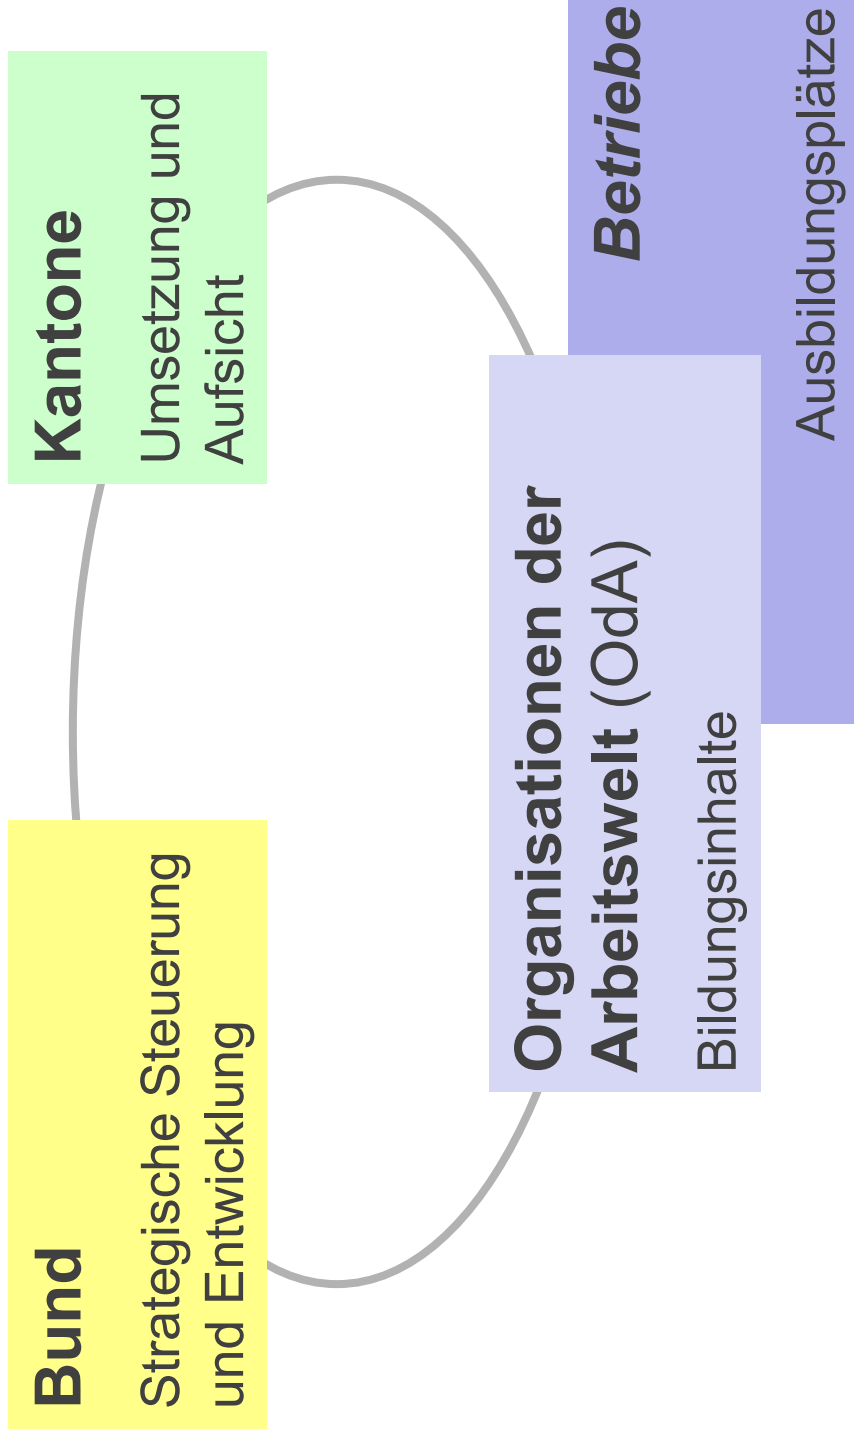 Bund
Strategische Steuerung
und Entwicklung
Kantone
Umsetzung und
Aufsicht
Organisationen der
Arbeitswelt (OdA)
Bildungsinhalte
Betriebe
Ausbildungsplätze